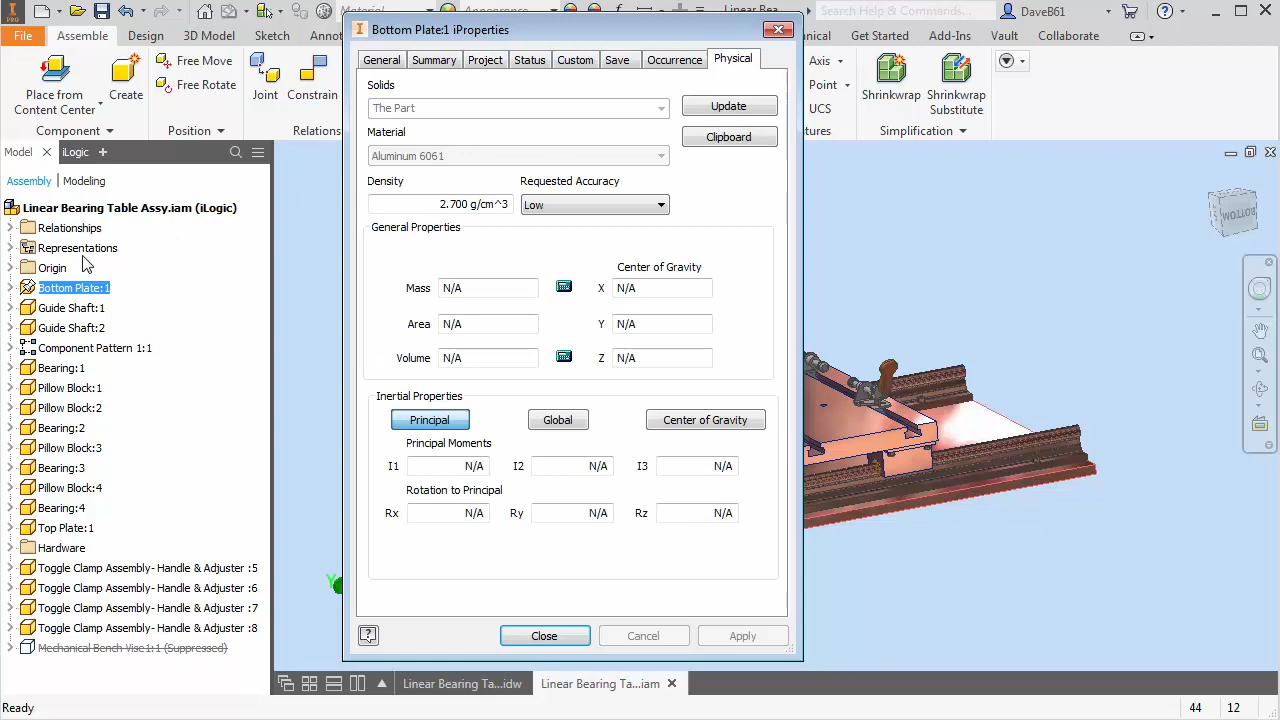 PRO
Material
Appearance
Linear Bea
Search Help & Commands...
DaveB61
File
Assemble
Design
3D Model
Sketch
Annot
Get Started
Add-Ins
Vault
Collaborate
Place from
Content Center
Create
Free Move
Free Rotate
Joint
Constrain
Component
Position
Relations
Axis
Point
UCS
tures
Shrinkwrap
Shrinkwrap
Substitute
Simplification
Bottom Plate:1 iProperties
General
Summary
Project
Status
Custom
Save
Occurrence
Physical
Solids
The Part
Update
Material
Aluminum 6061
Clipboard
Density
Requested Accuracy
2.700 g/cm^3
Low
General Properties
Center of Gravity
Mass N/A X N/A
Area N/A Y N/A
Volume N/A Z N/A
Inertial Properties
Principal
Global
Center of Gravity
Principal Moments
I1 N/A I2 N/A I3 N/A
Rotation to Principal
Rx N/A Ry N/A Rz N/A
Close
Cancel
Apply
Model
iLogic
Assembly
Modeling
Linear Bearing Table Assy.iam (iLogic)
Relationships
Representations
Origin
Bottom Plate:1
Guide Shaft:1
Guide Shaft:2
Component Pattern 1:1
Bearing:1
Pillow Block:1
Pillow Block:2
Bearing:2
Pillow Block:3
Bearing:3
Pillow Block:4
Bearing:4
Top Plate:1
Hardware
Toggle Clamp Assembly- Handle & Adjuster :5
Toggle Clamp Assembly- Handle & Adjuster :6
Toggle Clamp Assembly- Handle & Adjuster :7
Toggle Clamp Assembly- Handle & Adjuster :8
Mechanical Bench Vise1:1 (Suppressed)
BOTTOM
Y
Linear Bearing Ta...idw
Linear Bearing Ta...iam
Ready
44
12